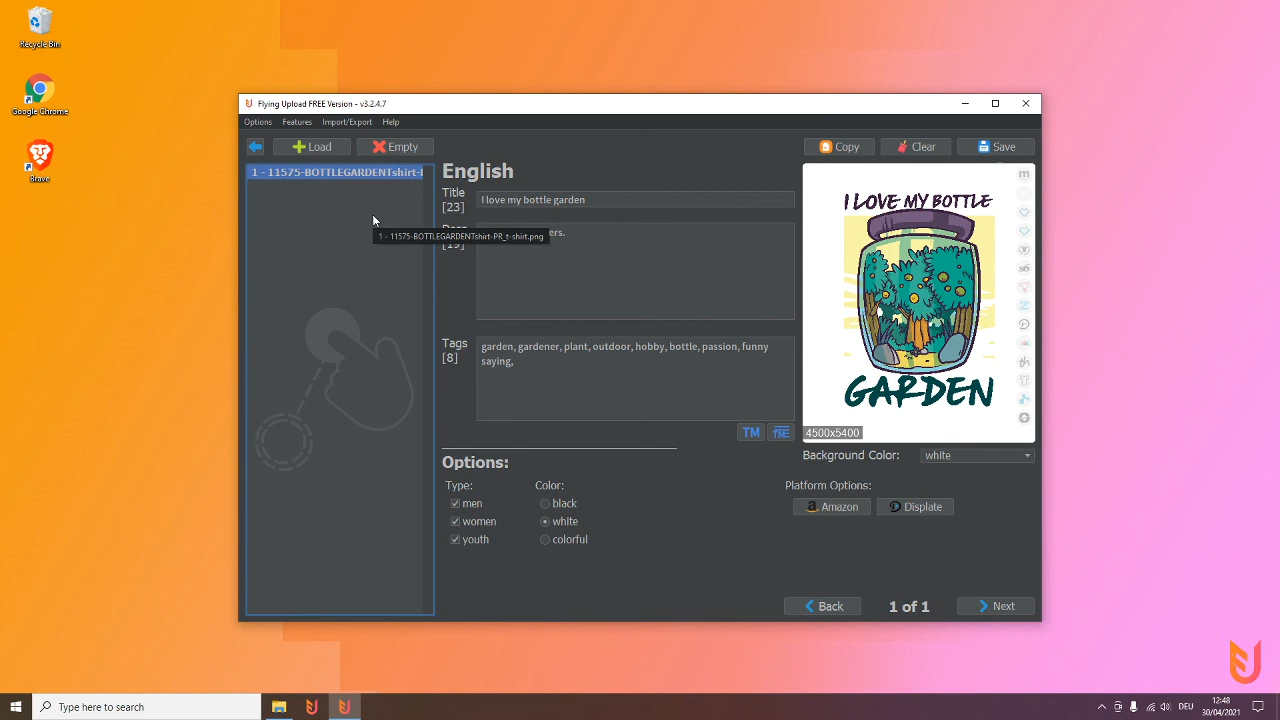 Recycle Bin
Google Chrome
Brave
Flying Upload FREE Version - v3.2.4.7
Options Features Import/Export Help
Load Empty Copy Clear Save
1 - 11575-BOTTLEGARDENTshirt-
English
Title
[23]
I love my bottle garden
1 - 11575-BOTTLEGARDENTshirt-PR_t-shirt.png
[19]
Tags
[8]
garden, gardener, plant, outdoor, hobby, bottle, passion, funny
saying,
TM TM
I LOVE MY BOTTLE
GARDEN
4500x5400
Background Color: white
Options:
Type: Color:
men black
women white
youth colorful
Platform Options:
Amazon Displate
Back 1 of 1 Next
Type here to search
DEU
12:48
30/04/2021